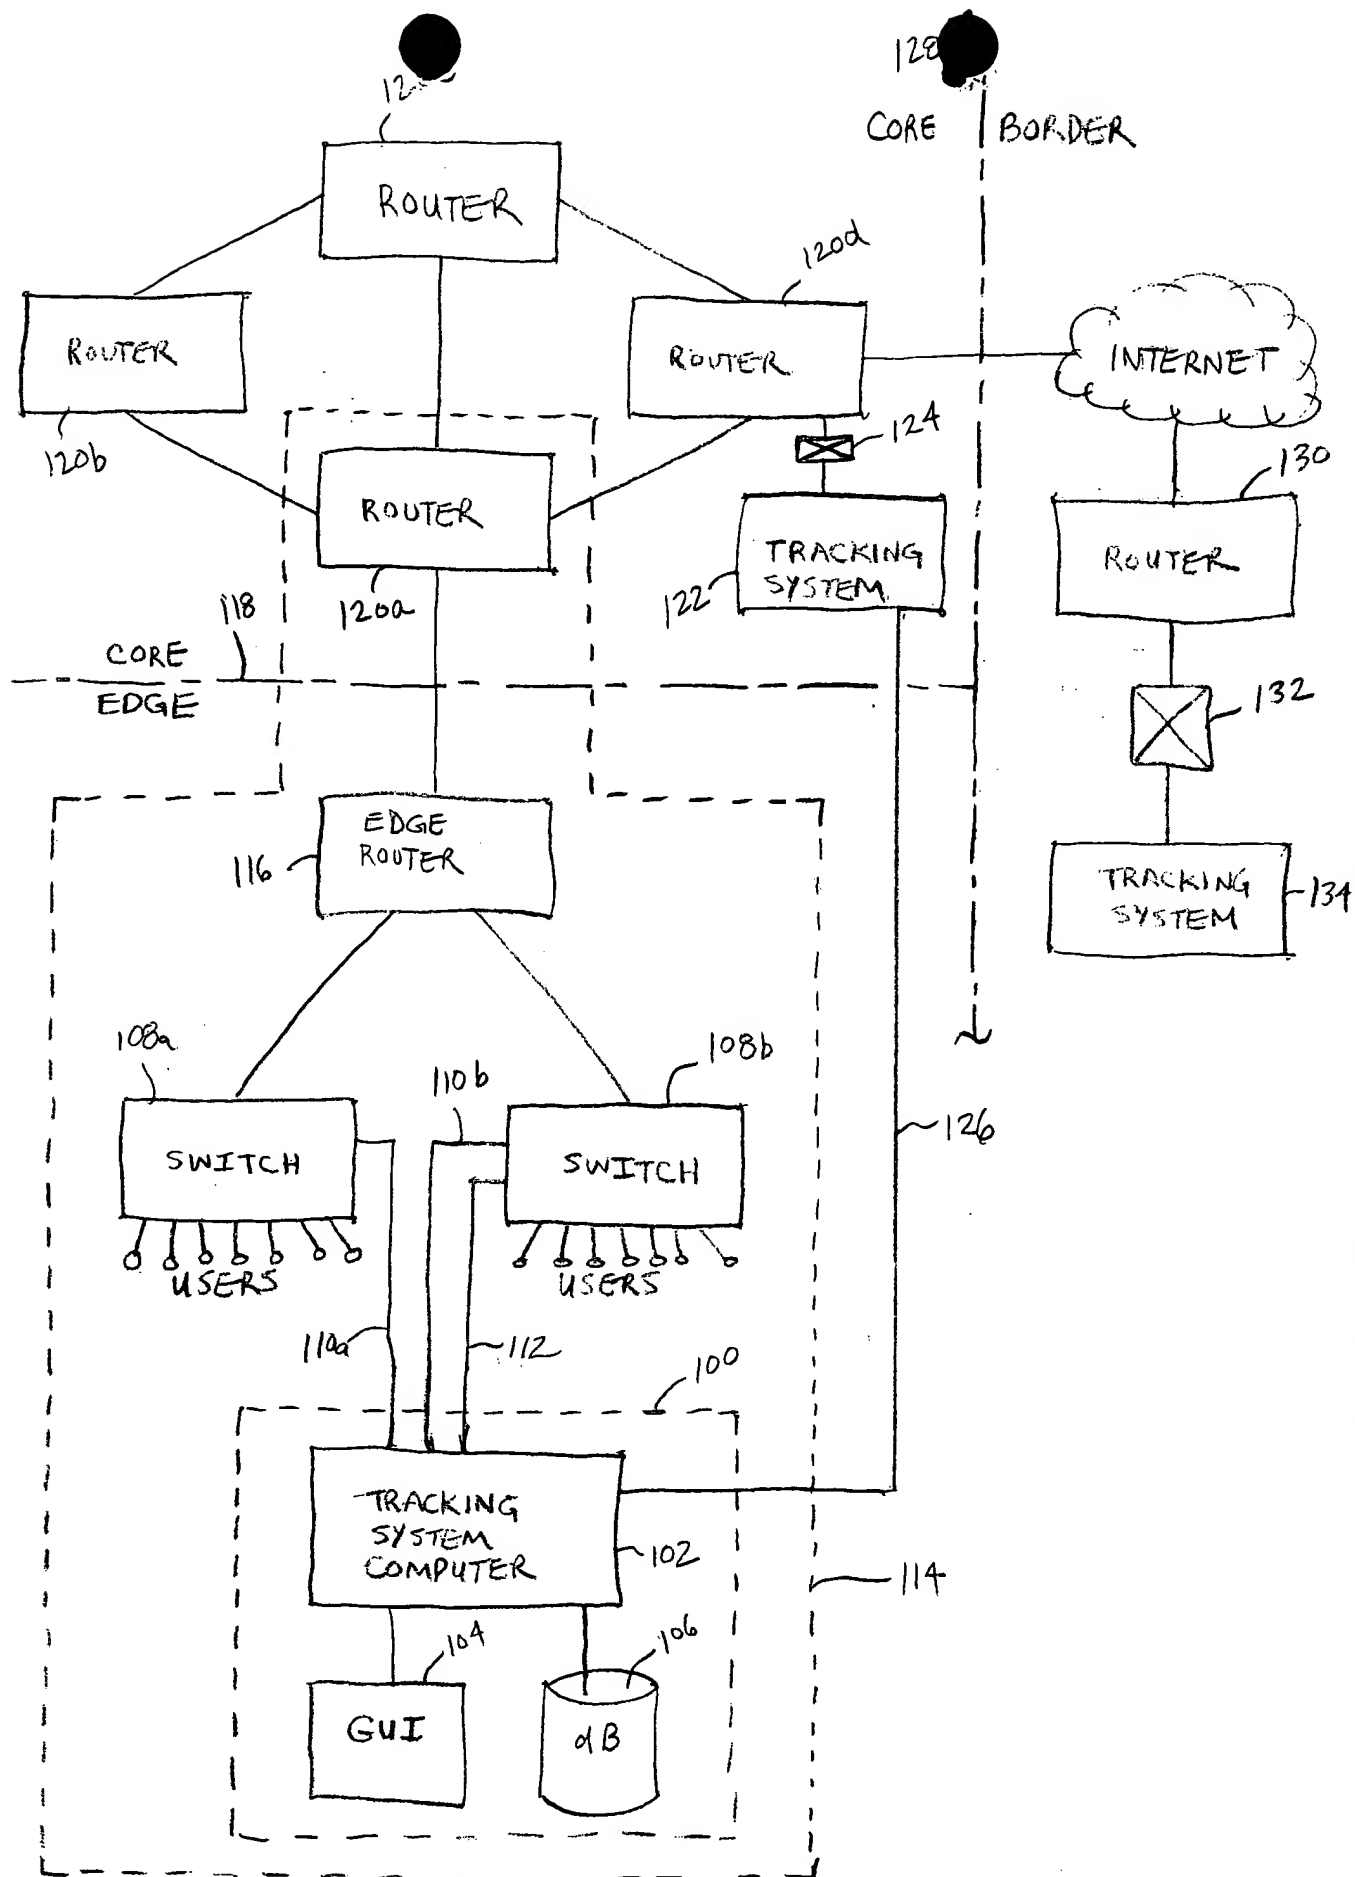 128
CORE
BORDER
12
ROUTER
120d
ROUTER
120b
ROUTER
INTERNET
124
ROUTER
120a
130
ROUTER
TRACKING
SYSTEM
122
118
CORE
EDGE
132
EDGE
ROUTER
116
TRACKING
SYSTEM
134
108a
110b
108b
SWITCH
SWITCH
126
USERS
USERS
110a
112
100
TRACKING
SYSTEM
COMPUTER
102
114
104
106
GUI
dB